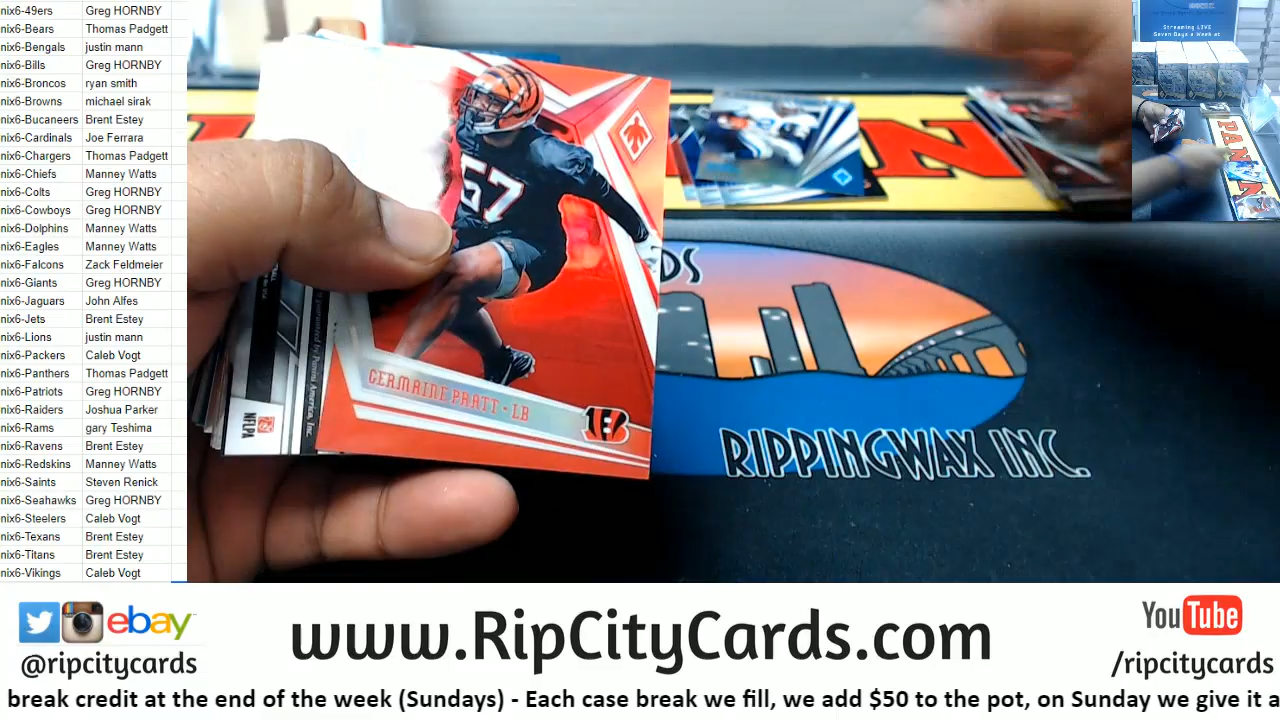 nix6-49ers Greg HORNBY
nix6-Bears Thomas Padgett
nix6-Bengals justin mann
nix6-Bills Greg HORNBY
nix6-Broncos ryan smith
nix6-Browns michael sirak
nix6-Bucaneers Brent Estey
nix6-Cardinals Joe Ferrara
nix6-Chargers Thomas Padgett
nix6-Chiefs Manney Watts
nix6-Colts Greg HORNBY
nix6-Cowboys Greg HORNBY
nix6-Dolphins Manney Watts
nix6-Eagles Manney Watts
nix6-Falcons Zack Feldmeier
nix6-Giants Greg HORNBY
nix6-Jaguars John Alfes
nix6-Jets Brent Estey
nix6-Lions justin mann
nix6-Packers Caleb Vogt
nix6-Panthers Thomas Padgett
nix6-Patriots Greg HORNBY
nix6-Raiders Joshua Parker
nix6-Rams gary Teshima
nix6-Ravens Brent Estey
nix6-Redskins Manney Watts
nix6-Saints Steven Renick
nix6-Seahawks Greg HORNBY
nix6-Steelers Caleb Vogt
nix6-Texans Brent Estey
nix6-Titans Brent Estey
nix6-Vikings Caleb Vogt
57
GERMAINE PRATT • LB
NFLPA
Panini America, Inc.
DS
RIPPINGWAX INC.
Streaming LIVE
Seven Days a Week at
PANINI
ebay
@ripcitycards
www.RipCityCards.com
YouTube
/ripcitycards
break credit at the end of the week (Sundays) - Each case break we fill, we add $50 to the pot, on Sunday we give it a